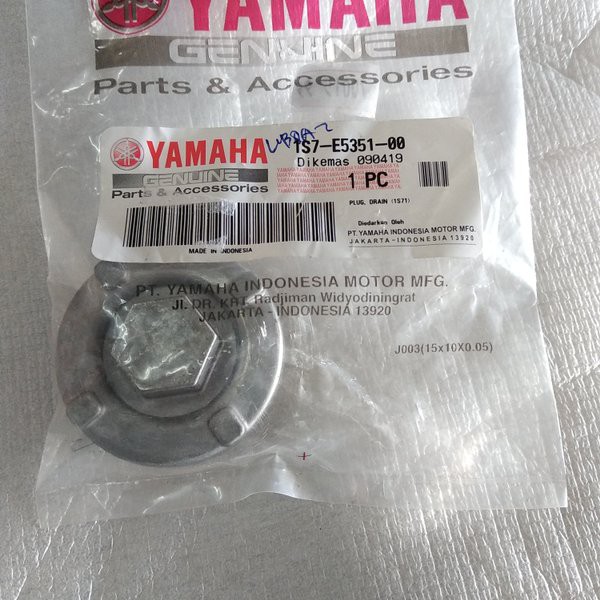 YAMAHA
GENUINE
Parts & Accessories
YAMAHA
GENUINE
Parts & Accessories
1S7-E5351-00
Dikemas 090419
1 PC
PLUG, DRAIN (1S71)
Diedarkan Oleh
PT. YAMAHA INDONESIA MOTOR MFG.
JAKARTA-INDONESIA 13920
MADE IN INDONESIA
PT. YAMAHA INDONESIA MOTOR MFG.
Jl. DR. KRT. Radjiman Widyodiningrat
JAKARTA - INDONESIA 13920
J003(15x10X0.05)